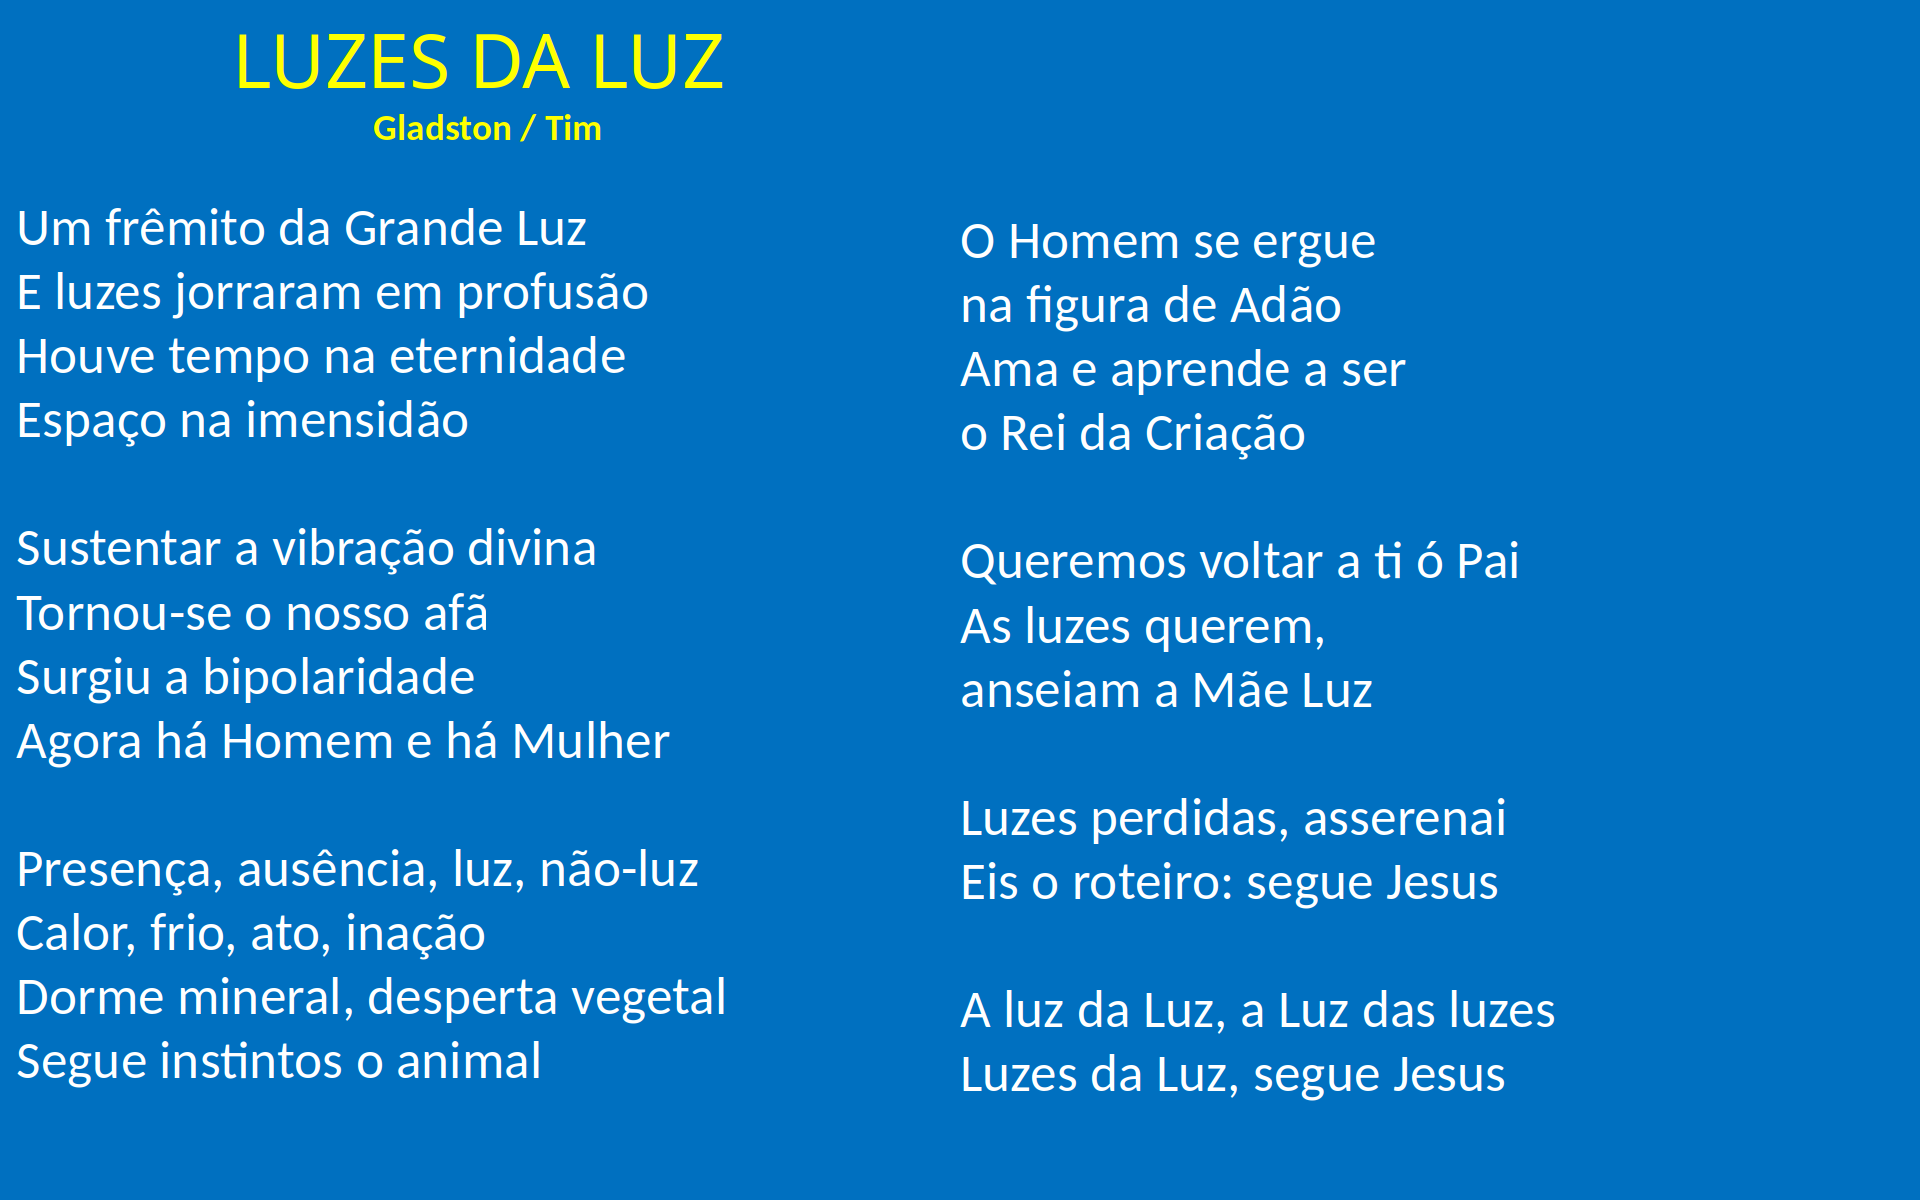 LUZES DA LUZ
Gladston / Tim
Um frêmito da Grande Luz
E luzes jorraram em profusão
Houve tempo na eternidade
Espaço na imensidão
Sustentar a vibração divina
Tornou-se o nosso afã
Surgiu a bipolaridade
Agora há Homem e há Mulher
Presença, ausência, luz, não-luz
Calor, frio, ato, inação
Dorme mineral, desperta vegetal
Segue instintos o animal
O Homem se ergue
na figura de Adão
Ama e aprende a ser
o Rei da Criação
Queremos voltar a ti ó Pai
As luzes querem,
anseiam a Mãe Luz
Luzes perdidas, asserenai
Eis o roteiro: segue Jesus
A luz da Luz, a Luz das luzes
Luzes da Luz, segue Jesus